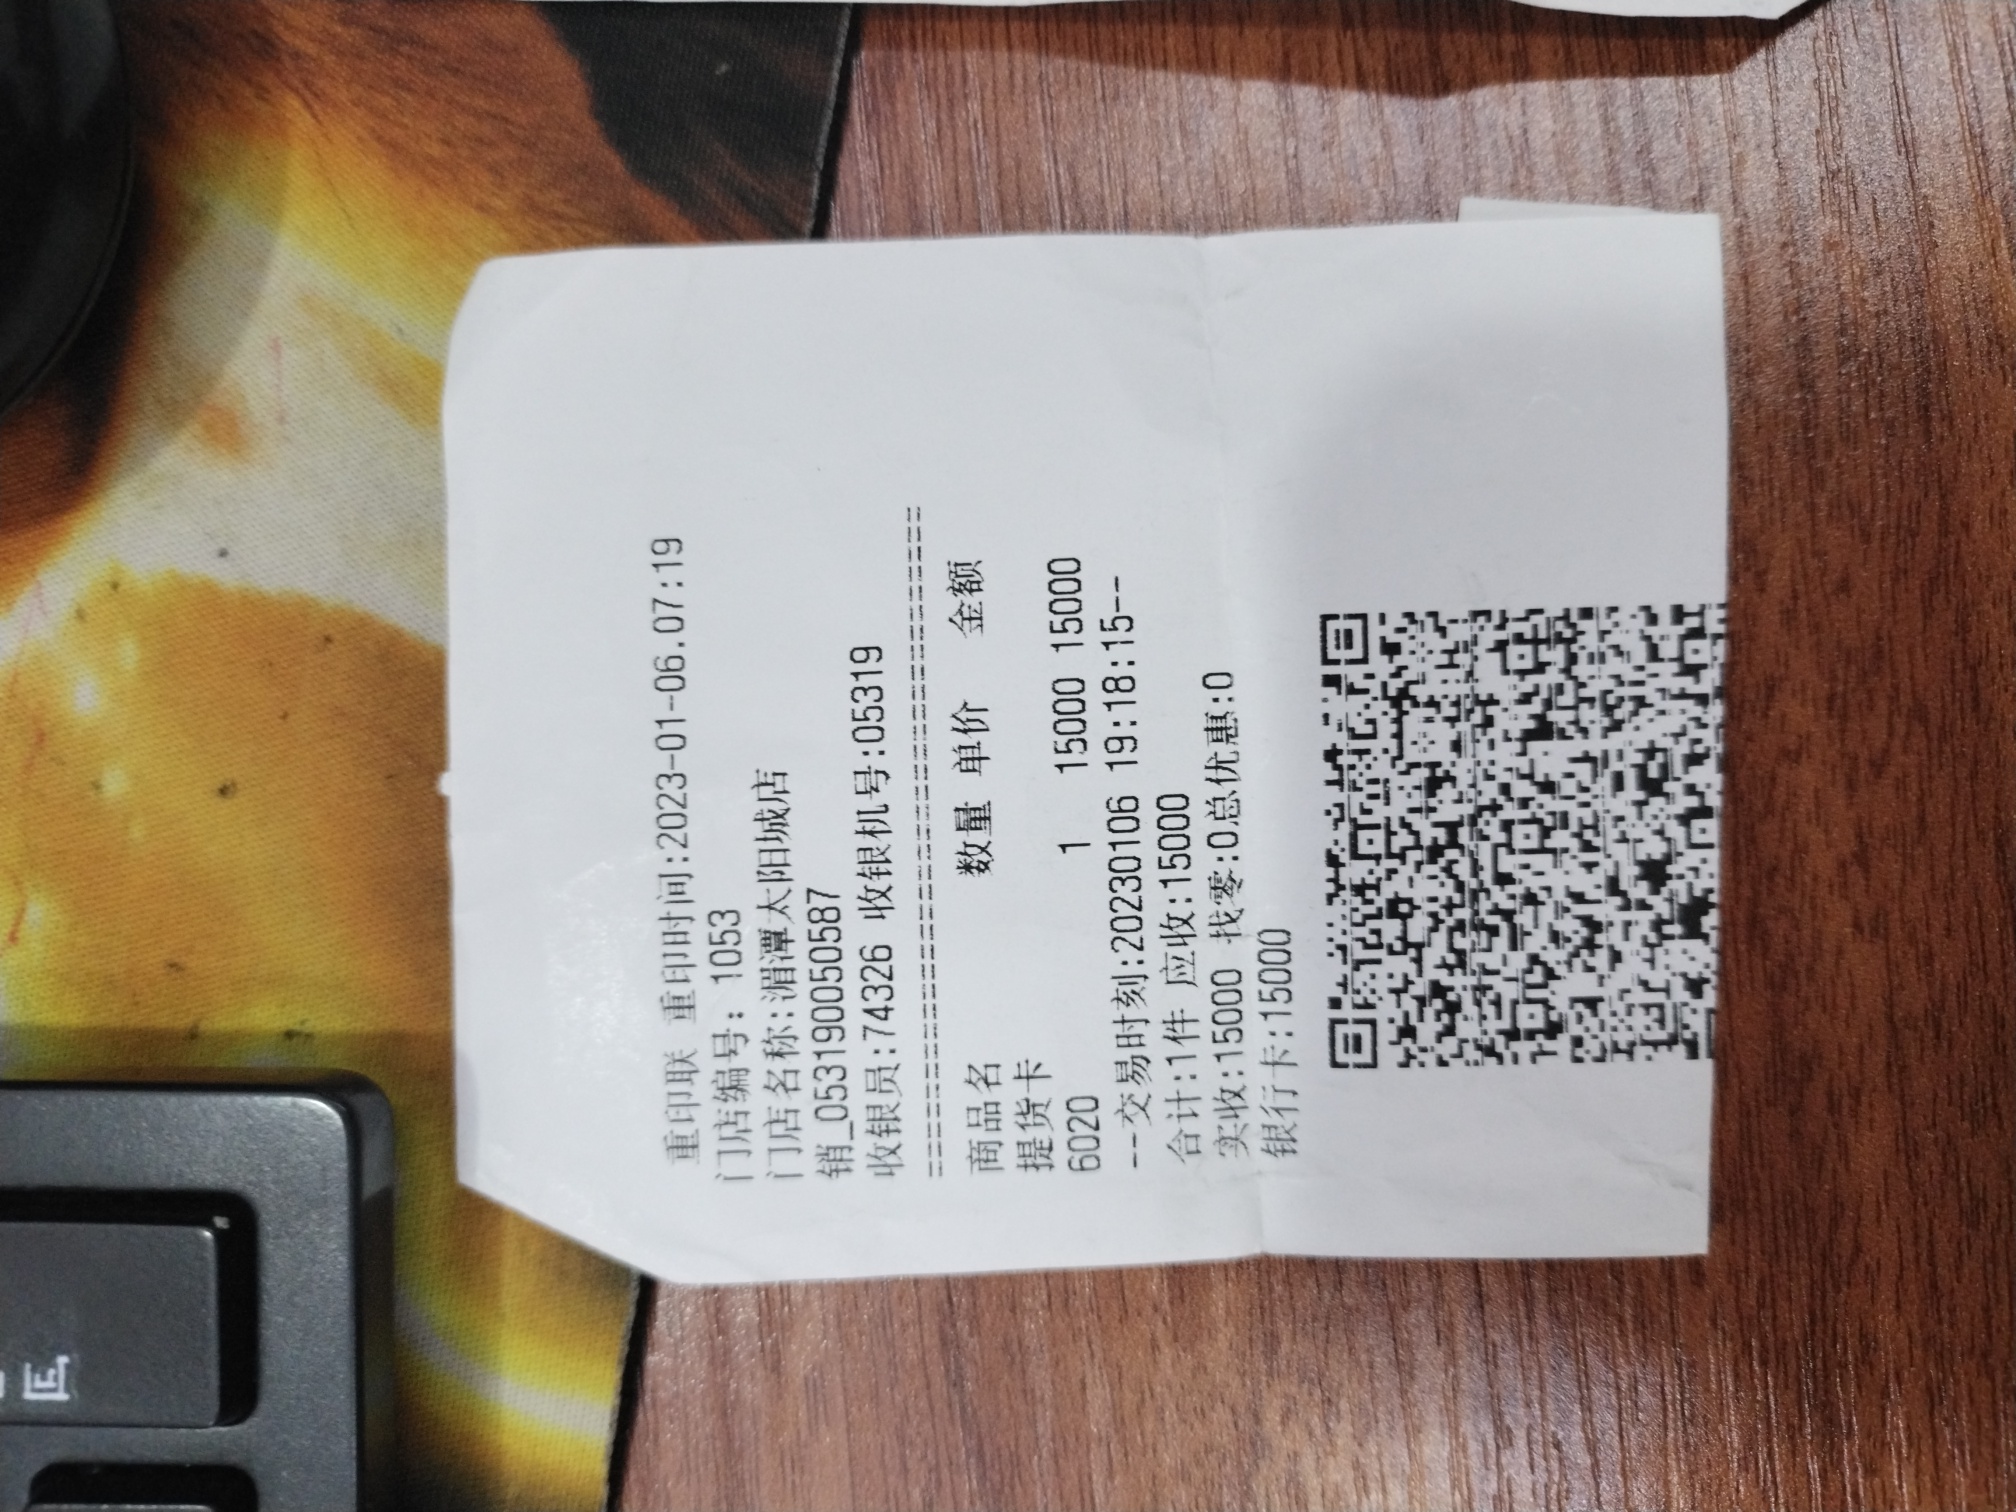 重印联 重印时间:2023-01-06.07:19
门店编号: 1053
门店名称:湄潭太阳城店
销_053190050587
收银员:74326 收银机号:05319
商品名 数量 单价 金额
提货卡
6020 1 15000 15000
--交易时刻:20230106 19:18:15--
合计:1件 应收:15000
实收:15000 找零:0总优惠:0
银行卡:15000